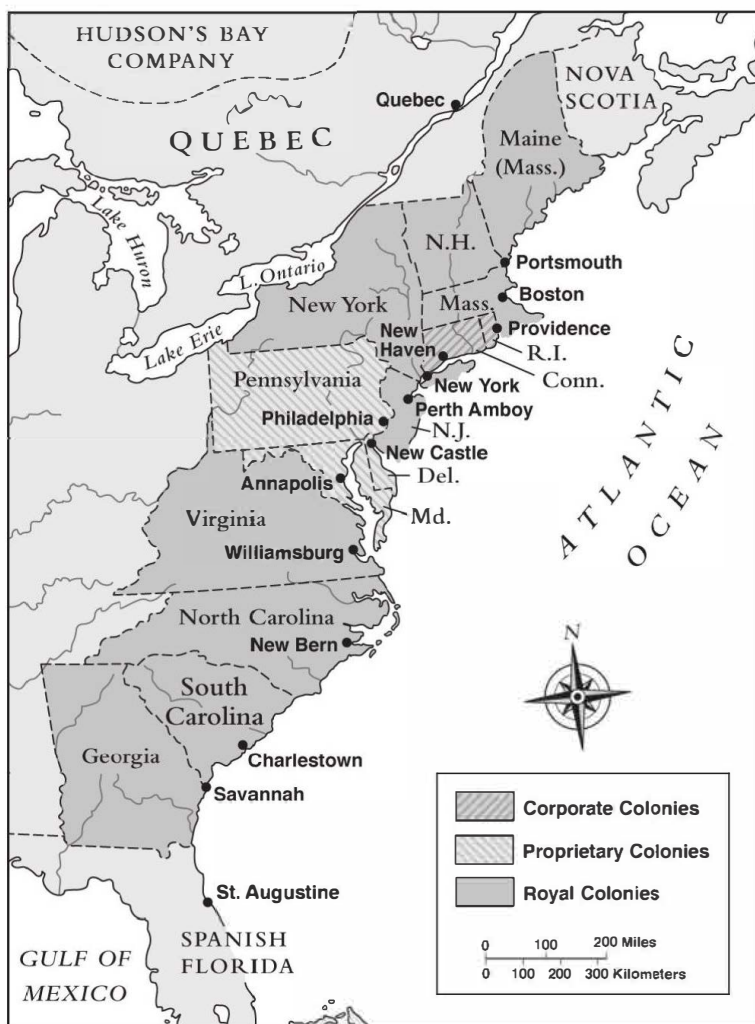 HUDSON'S BAY
COMPANY
NOVA
SCOTIA
Quebec
QUEBEC
Maine
(Mass.)
Lake Huron
N.H.
L. Ontario
Portsmouth
New York
Mass.
Boston
Lake Erie
New
Haven
Providence
R.I.
Conn.
Pennsylvania
New York
Perth Amboy
Philadelphia
N.J.
New Castle
Del.
Annapolis
Md.
Virginia
Williamsburg
ATLANTIC
OCEAN
North Carolina
New Bern
N
South
Carolina
Georgia
Charlestown
Savannah
Corporate Colonies
Proprietary Colonies
Royal Colonies
St. Augustine
SPANISH
FLORIDA
GULF OF
MEXICO
0 100 200 Miles
0 100 200 300 Kilometers